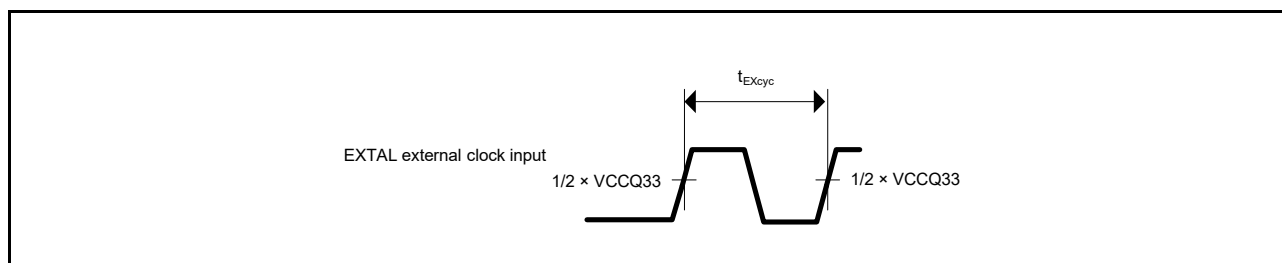 tEXcyc
EXTAL external clock input
1/2 × VCCQ33
1/2 × VCCQ33